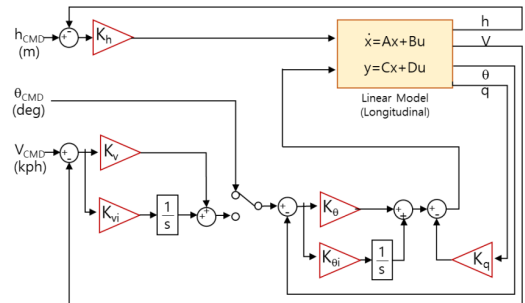 h
V
h_CMD
(m)
+
-
K_h
ẋ=Ax+Bu
y=Cx+Du
θ
q
Linear Model
(Longitudinal)
θ_CMD
(deg)
V_CMD
(kph)
+
-
K_v
K_vi
1
s
+
+
+
-
K_θ
K_θi
1
s
+
+
+
-
K_q